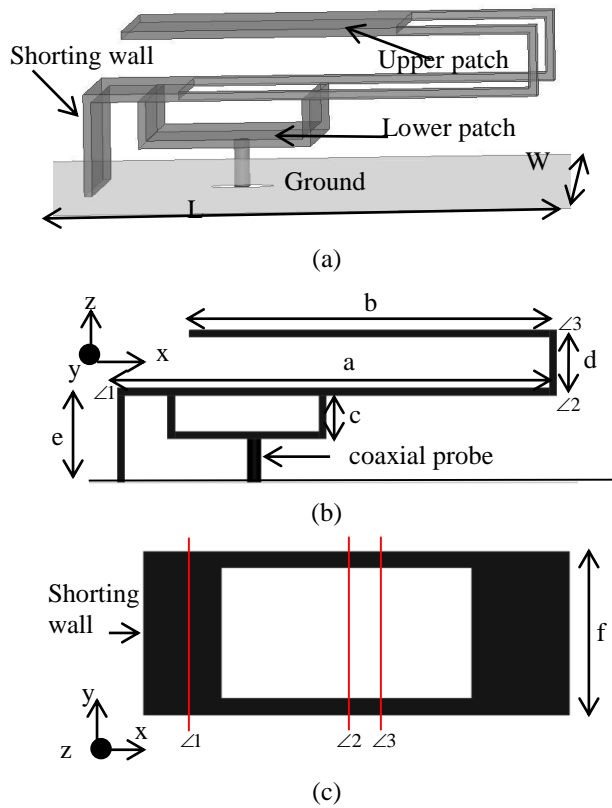 Shorting wall
Upper patch
Lower patch
W
Ground
L
(a)
z
b
∠3
y
x
a
d
∠1
∠2
e
c
coaxial probe
(b)
Shorting
wall
f
y
x
z
∠1
∠2
∠3
(c)